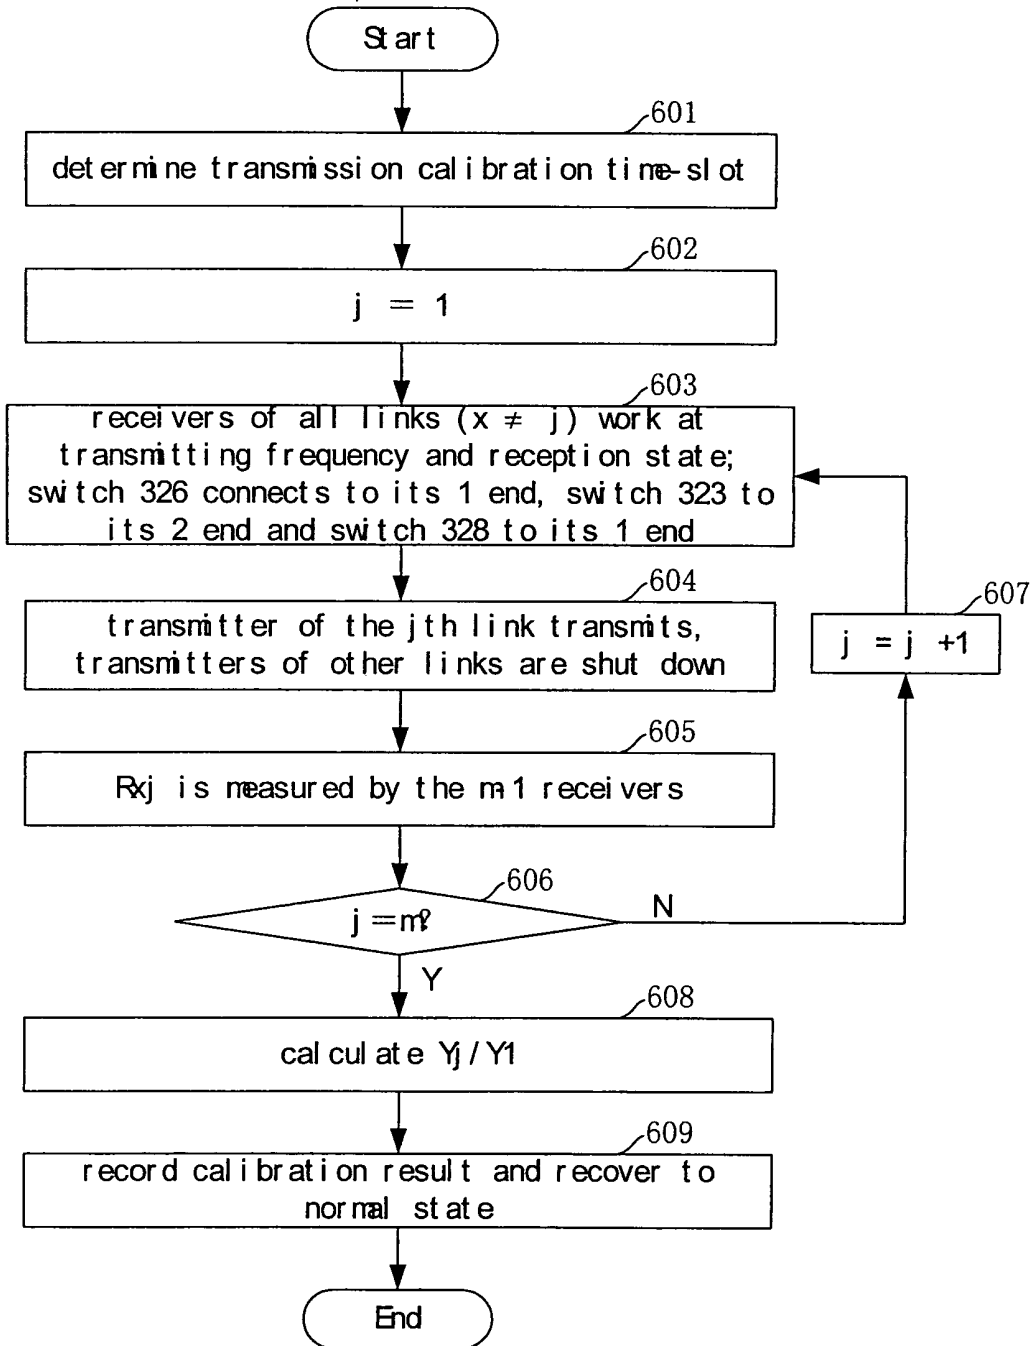 Start
601
determine transmission calibration time-slot
602
j = 1
603
receivers of all links (x ≠ j) work at
transmitting frequency and reception state;
switch 326 connects to its 1 end, switch 323 to
its 2 end and switch 328 to its 1 end
604
transmitter of the jth link transmits,
transmitters of other links are shut down
607
j = j +1
605
Rxj is measured by the m-1 receivers
606
j =m?
N
Y
608
calculate Yj/Y1
609
record calibration result and recover to
normal state
End